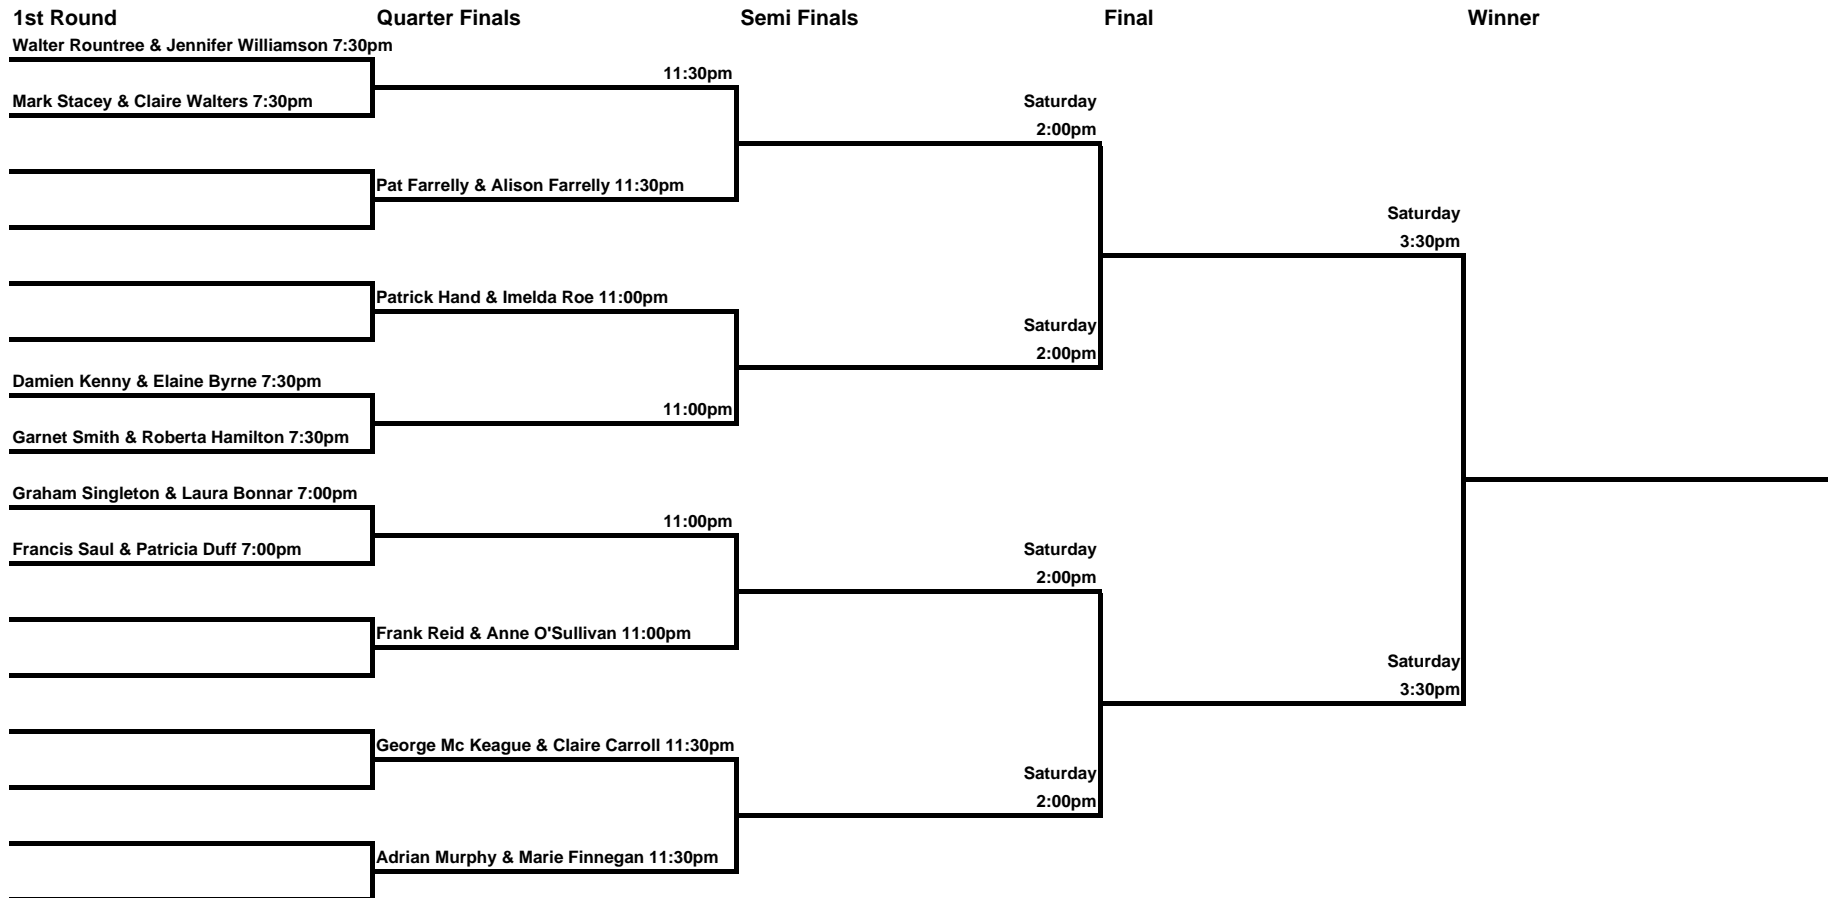 1st Round Quarter Finals Semi Finals Final Winner
Walter Rountree & Jennifer Williamson 7:30pm
11:30pm
Mark Stacey & Claire Walters 7:30pm
Saturday
2:00pm
Pat Farrelly & Alison Farrelly 11:30pm
Saturday
3:30pm
Patrick Hand & Imelda Roe 11:00pm
Saturday
2:00pm
Damien Kenny & Elaine Byrne 7:30pm
11:00pm
Garnet Smith & Roberta Hamilton 7:30pm
Graham Singleton & Laura Bonnar 7:00pm
11:00pm
Francis Saul & Patricia Duff 7:00pm
Saturday
2:00pm
Frank Reid & Anne O'Sullivan 11:00pm
Saturday
3:30pm
George Mc Keague & Claire Carroll 11:30pm
Saturday
2:00pm
Adrian Murphy & Marie Finnegan 11:30pm